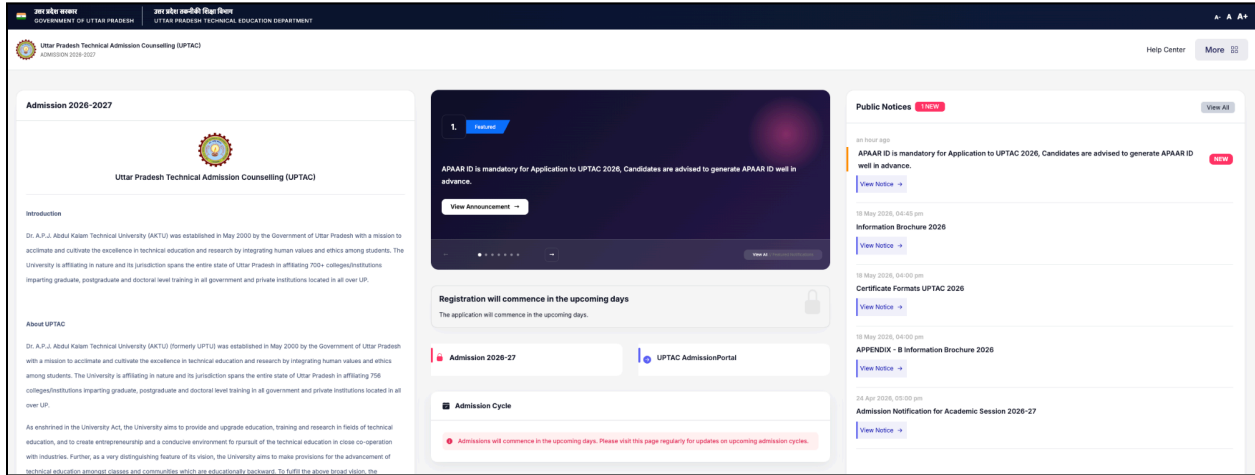 उत्तर प्रदेश सरकार
GOVERNMENT OF UTTAR PRADESH
उत्तर प्रदेश तकनीकी शिक्षा विभाग
UTTAR PRADESH TECHNICAL EDUCATION DEPARTMENT
A- A A+
Uttar Pradesh Technical Admission Counselling (UPTAC)
ADMISSION 2026-2027
Help Center
More
Admission 2026-2027
Uttar Pradesh Technical Admission Counselling (UPTAC)
Introduction
Dr. A.P.J. Abdul Kalam Technical University (AKTU) was established in May 2000 by the Government of Uttar Pradesh with a mission to
acclimate and cultivate the excellence in technical education and research by integrating human values and ethics among students. The
University is affiliating in nature and its jurisdiction spans the entire state of Uttar Pradesh in affiliating 700+ colleges/institutions
imparting graduate, postgraduate and doctoral level training in all government and private institutions located in all over UP.
About UPTAC
Dr. A.P.J. Abdul Kalam Technical University (AKTU) (formerly UPTU) was established in May 2000 by the Government of Uttar Pradesh
with a mission to acclimate and cultivate the excellence in technical education and research by integrating human values and ethics
among students. The University is affiliating in nature and its jurisdiction spans the entire state of Uttar Pradesh in affiliating 756
colleges/institutions imparting graduate, postgraduate and doctoral level training in all government and private institutions located in all
over UP.
As enshrined in the University Act, the University aims to provide and upgrade education, training and research in fields of technical
education, and to create entrepreneurship and a conducive environment fo rpursuit of the technical education in close co-operation
with industries. Further, as a very distinguishing feature of its vision, the University aims to make provisions for the advancement of
technical education amongst classes and communities which are educationally backward. To fulfill the above broad vision, the
1.
Featured
APAAR ID is mandatory for Application to UPTAC 2026, Candidates are advised to generate APAAR ID well in
advance.
View Announcement →
View All
Registration will commence in the upcoming days
The application will commence in the upcoming days.
Admission 2026-27
UPTAC AdmissionPortal
Admission Cycle
Admissions will commence in the upcoming days. Please visit this page regularly for updates on upcoming admission cycles.
Public Notices
1 NEW
View All
an hour ago
APAAR ID is mandatory for Application to UPTAC 2026, Candidates are advised to generate APAAR ID
well in advance.
NEW
View Notice →
18 May 2026, 04:45 pm
Information Brochure 2026
View Notice →
18 May 2026, 04:00 pm
Certificate Formats UPTAC 2026
View Notice →
18 May 2026, 04:00 pm
APPENDIX - B Information Brochure 2026
View Notice →
24 Apr 2026, 05:00 pm
Admission Notification for Academic Session 2026-27
View Notice →